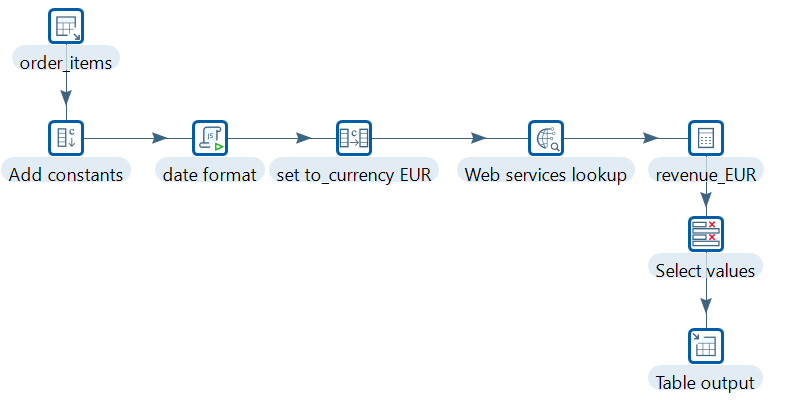 order_items
Add constants
date format
set to_currency EUR
Web services lookup
revenue_EUR
Select values
Table output